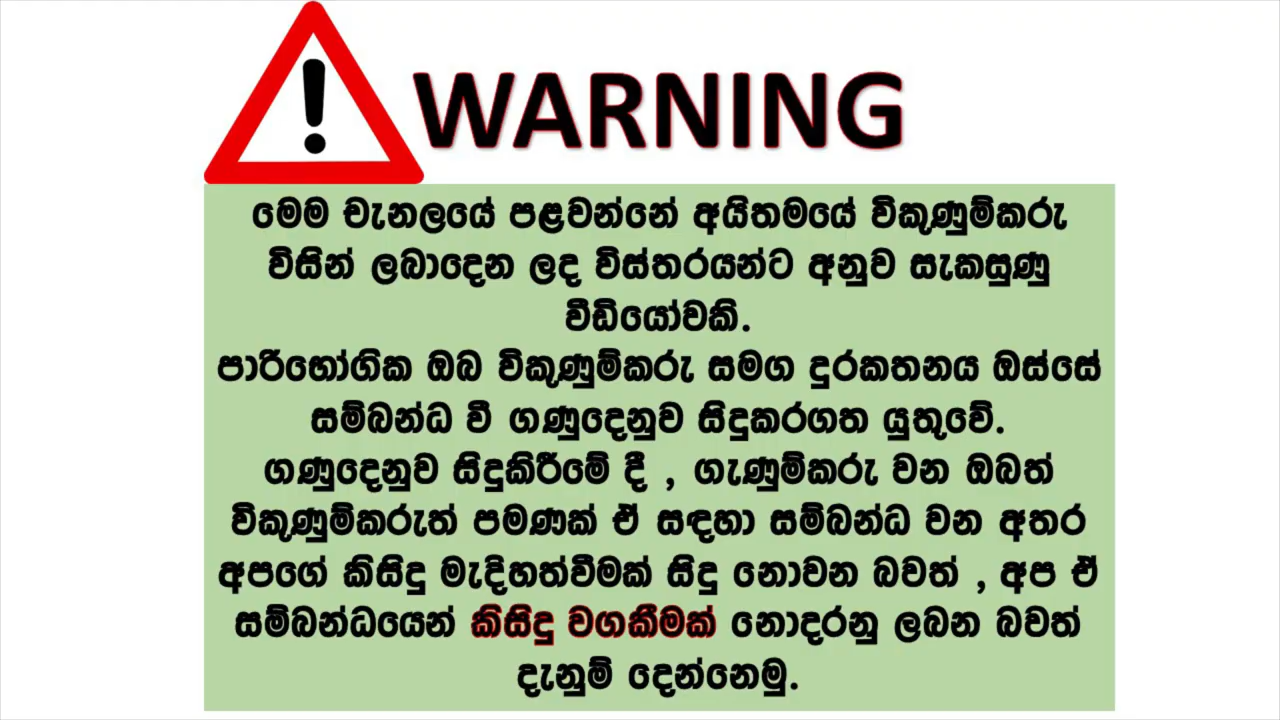 WARNING
මෙම චැනලයේ පළවන්නේ අයිතමයේ විකුණුම්කරු
විසින් ලබාදෙන ලද විස්තරයන්ට අනුව සැකසුණු
වීඩියෝවකි.
පාරිභෝගික ඔබ විකුණුම්කරු සමග දුරකතනය ඔස්සේ
සම්බන්ධ වී ගණුදෙනුව සිදුකරගත යුතුවේ.
ගණුදෙනුව සිදුකිරීමේ දී , ගැණුම්කරු වන ඔබත්
විකුණුම්කරුත් පමණක් ඒ සඳහා සම්බන්ධ වන අතර
අපගේ කිසිදු මැදිහත්වීමක් සිදු නොවන බවත් , අප ඒ
සම්බන්ධයෙන් කිසිදු වගකීමක් නොදරනු ලබන බවත්
දැනුම් දෙන්නෙමු.